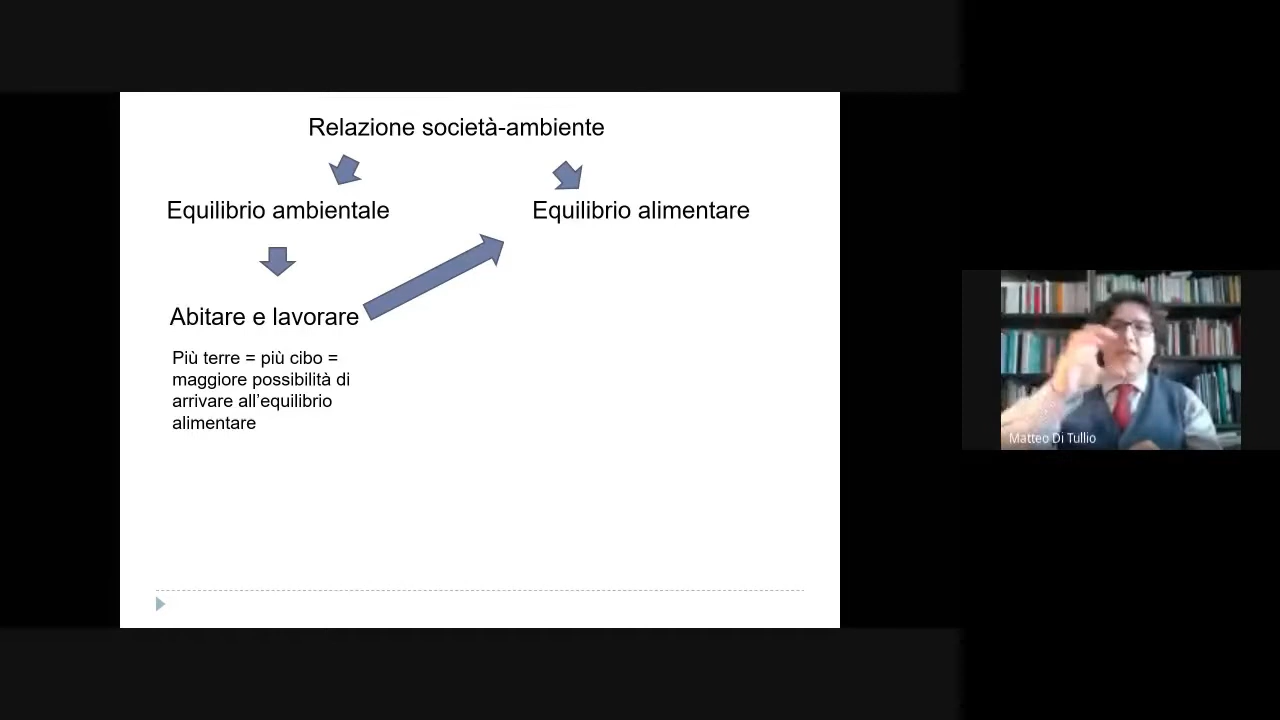 Relazione società-ambiente
Equilibrio ambientale
Equilibrio alimentare
Abitare e lavorare
Più terre = più cibo =
maggiore possibilità di
arrivare all’equilibrio
alimentare
Matteo Di Tullio